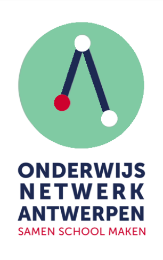 ONDERWIJS
NETWERK
ANTWERPEN
SAMEN SCHOOL MAKEN